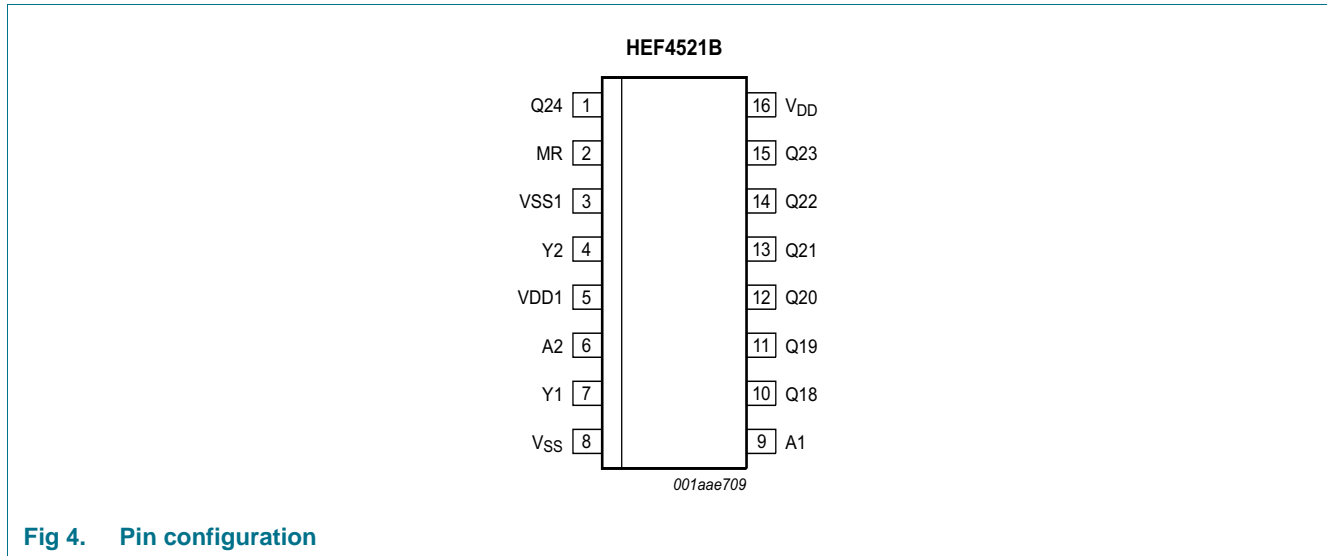 HEF4521B
Q24 1 16 VDD
MR 2 15 Q23
VSS1 3 14 Q22
Y2 4 13 Q21
VDD1 5 12 Q20
A2 6 11 Q19
Y1 7 10 Q18
VSS 8 9 A1
001aae709
Fig 4. Pin configuration